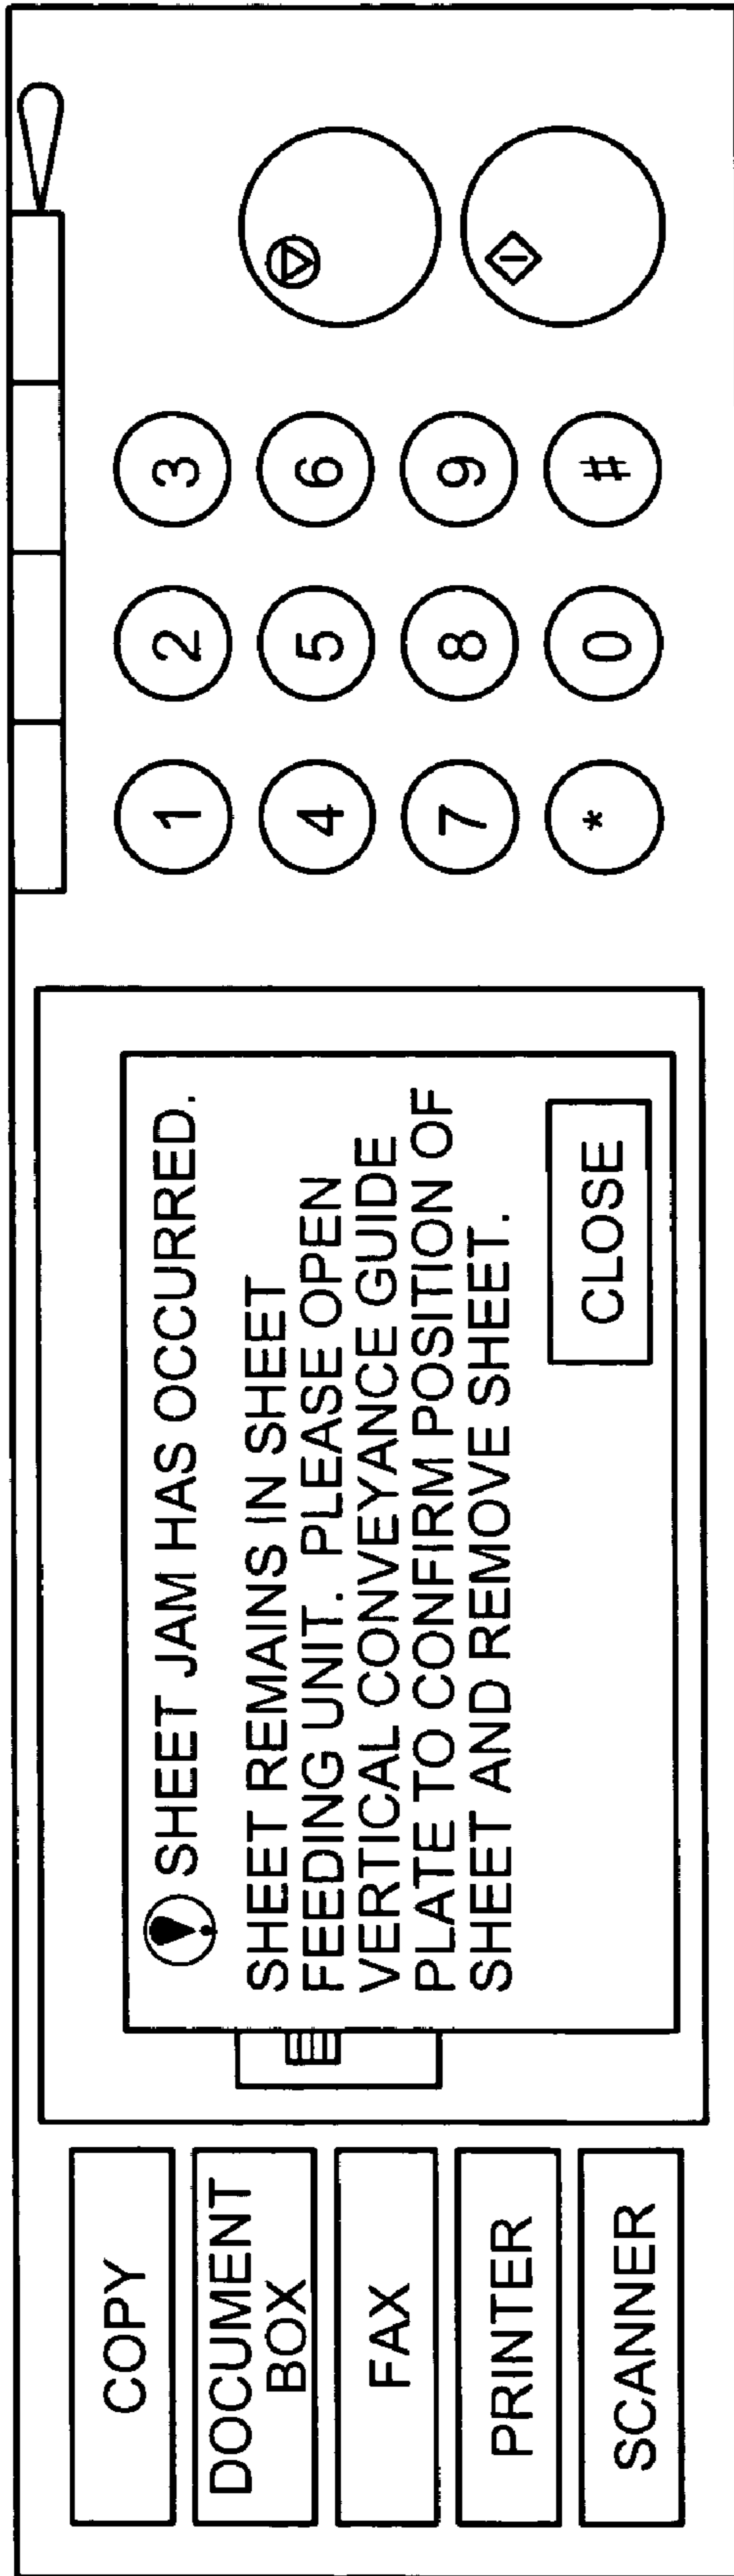 COPY
DOCUMENT
BOX
FAX
PRINTER
SCANNER
SHEET JAM HAS OCCURRED.
SHEET REMAINS IN SHEET
FEEDING UNIT. PLEASE OPEN
VERTICAL CONVEYANCE GUIDE
PLATE TO CONFIRM POSITION OF
SHEET AND REMOVE SHEET.
CLOSE
1 2 3
4 5 6
7 8 9
* 0 #